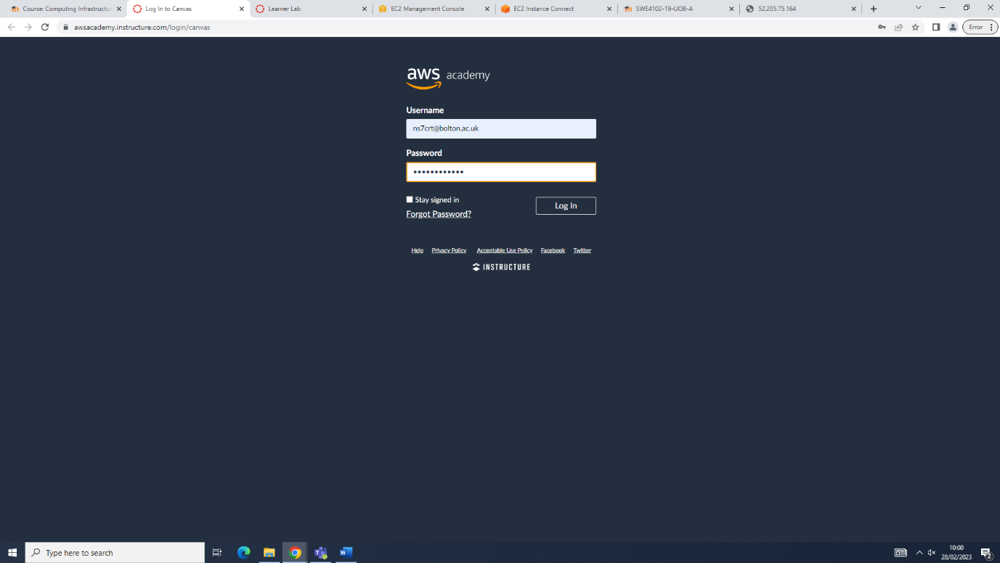 Course: Computing Infrastructu
Log In to Canvas
Learner Lab
EC2 Management Console
EC2 Instance Connect
SWE4102-19-UOB-A
52.205.75.164
awsacademy.instructure.com/login/canvas
Error
aws academy
Username
ns7crt@bolton.ac.uk
Password
••••••••••••
Stay signed in
Log In
Forgot Password?
Help Privacy Policy Acceptable Use Policy Facebook Twitter
INSTRUCTURE
Type here to search
10:00
28/02/2023
2